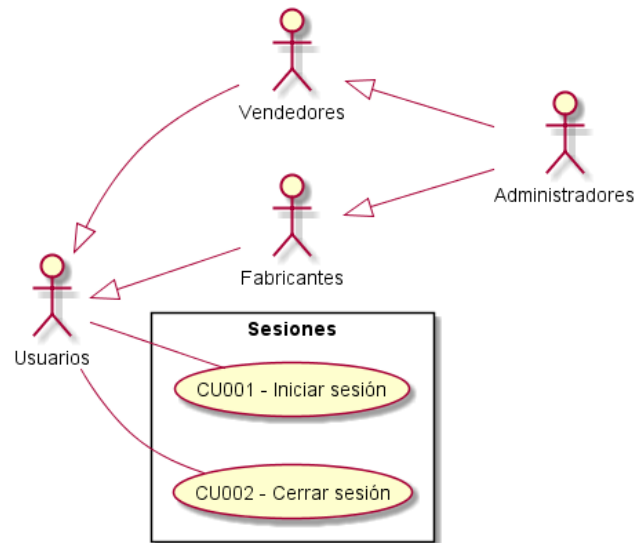 Vendedores
Administradores
Fabricantes
Usuarios
Sesiones
CU001 - Iniciar sesión
CU002 - Cerrar sesión